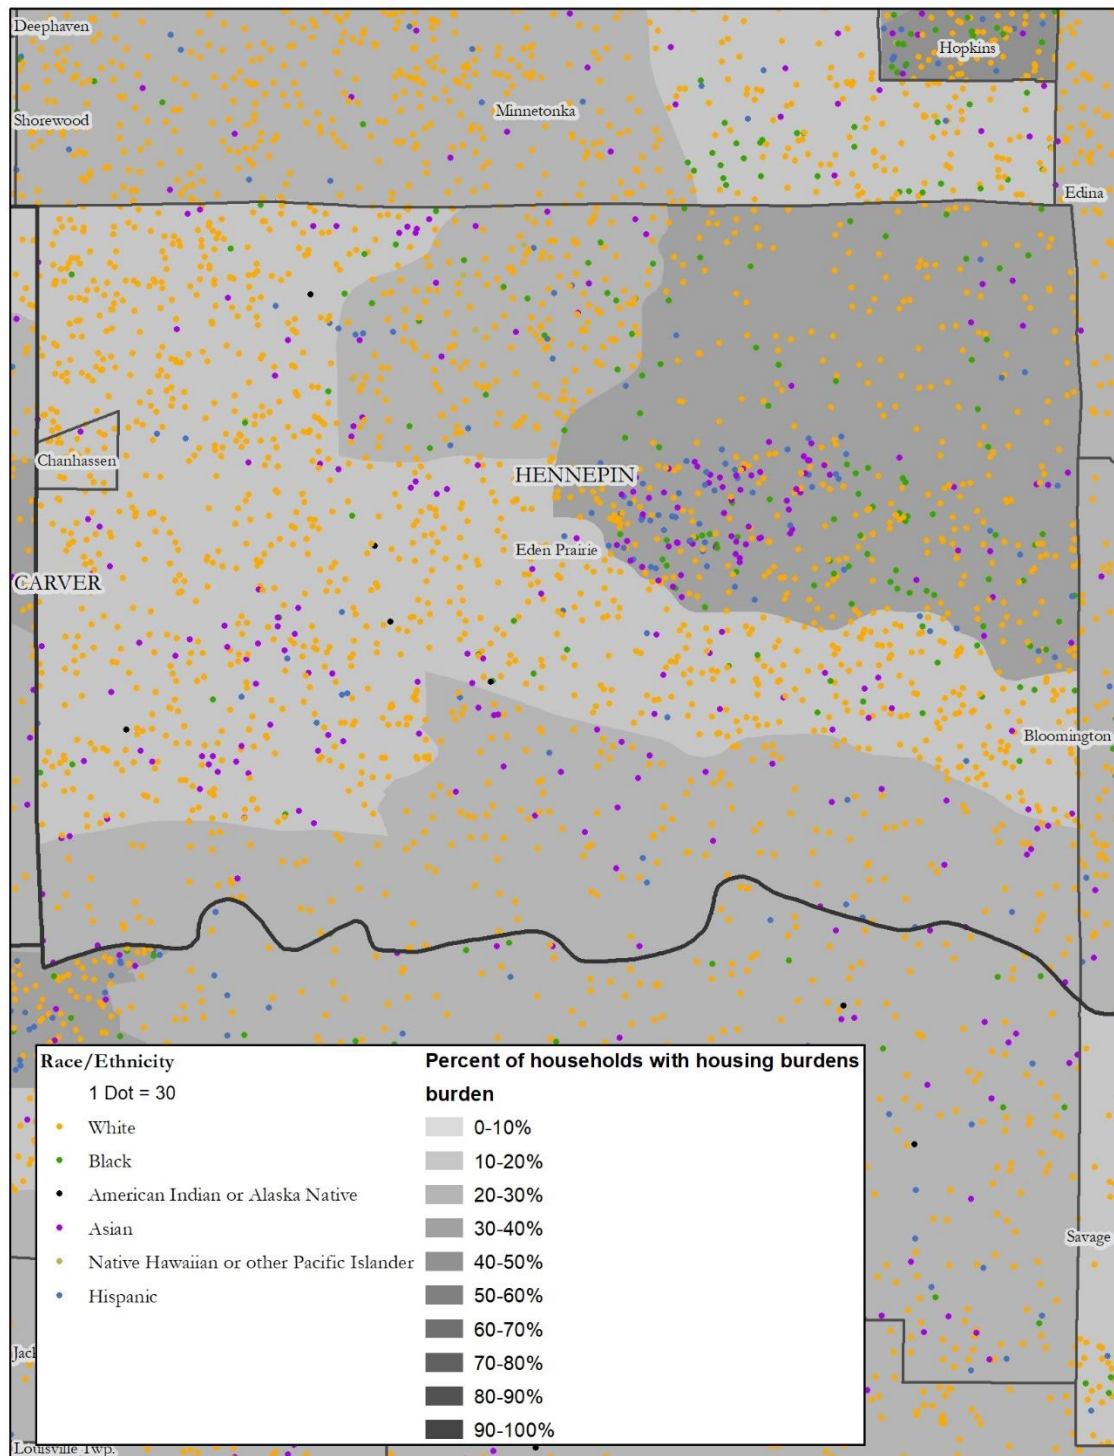 Deephaven
Hopkins
Minnetonka
Shorewood
Edina
Chanhassen
HENNEPIN
Eden Prairie
CARVER
Bloomington
Race/Ethnicity
1 Dot = 30
White
Black
American Indian or Alaska Native
Asian
Native Hawaiian or other Pacific Islander
Hispanic
Percent of households with housing burdens
burden
0-10%
10-20%
20-30%
30-40%
40-50%
50-60%
60-70%
70-80%
80-90%
90-100%
Savage
Jack
Louisville Twp.